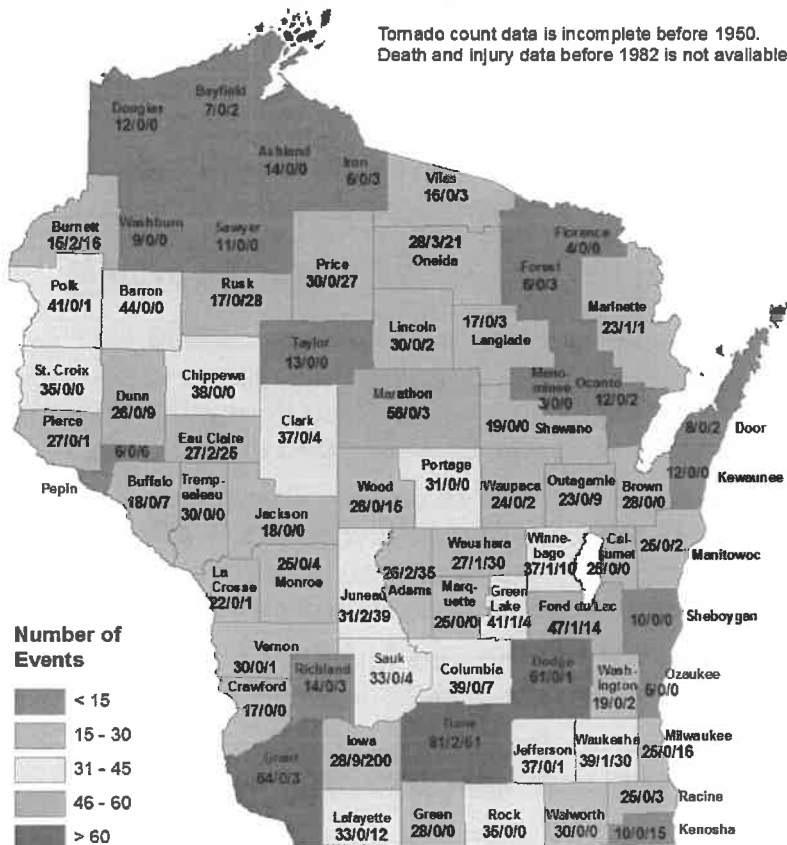 Tornado count data is incomplete before 1950.
Death and injury data before 1982 is not available
Bayfield
7/0/2
Douglas
12/0/0
Ashland
14/0/0
Iron
6/0/3
Vilas
16/0/3
Burnett
15/2/16
Washburn
9/0/0
Sawyer
11/0/0
Florence
4/0/0
28/3/21
Oneida
Price
30/0/27
Forest
6/0/3
Polk
41/0/1
Barron
44/0/0
Rusk
17/0/28
Marinette
23/1/1
Lincoln
30/0/2
17/0/3
Langlade
Taylor
13/0/0
St. Croix
35/0/0
Chippewa
38/0/0
Dunn
26/0/9
Marathon
56/0/3
Meno-
minee
3/0/0
Oconto
12/0/2
Pierce
27/0/1
Clark
37/0/4
19/0/0
Shawano
8/0/2
Door
Eau Claire
27/2/25
6/0/6
Pepin
Portage
31/0/0
12/0/0
Kewaunee
Buffalo
18/0/7
Tremp-
ealeau
30/0/0
Wood
26/0/15
Waupaca
24/0/2
Outagamie
23/0/9
Brown
28/0/0
Jackson
18/0/0
Waushara
27/1/30
Winne-
bago
37/1/10
Cal-
umet
25/0/0
25/0/2
Manitowoc
25/0/4
Monroe
La
Crosse
22/0/1
Juneau
31/2/39
25/2/35
Adams
Marq-
uette
25/0/0
Green
Lake
41/1/4
Fond du Lac
47/1/14
10/0/0
Sheboygan
Vernon
30/0/1
Richland
14/0/3
Sauk
33/0/4
Columbia
39/0/7
Dodge
61/0/1
Wash-
ington
19/0/2
Ozaukee
5/0/0
Crawford
17/0/0
Iowa
28/9/200
Dane
81/2/61
Jefferson
37/0/1
Waukesha
39/1/30
Milwaukee
25/0/16
Grant
64/0/3
Lafayette
33/0/12
Green
28/0/0
Rock
35/0/0
Walworth
30/0/0
25/0/3
Racine
10/0/15
Kenosha
Number of
Events
< 15
15 - 30
31 - 45
46 - 60
> 60